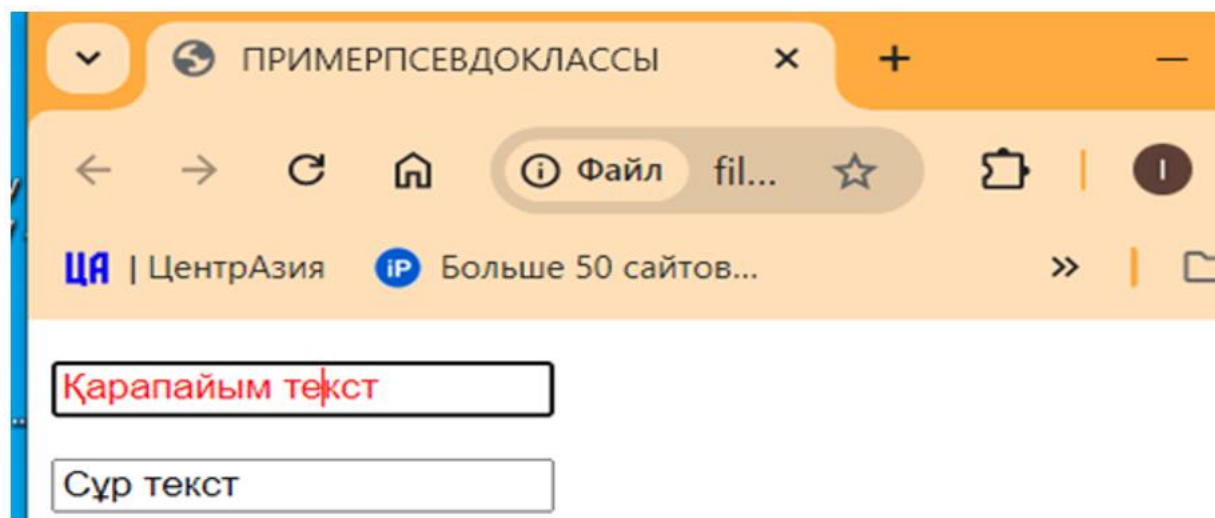 ПРИМЕРПСЕВДОКЛАССЫ
Файл fil...
I
ЦА | ЦентрАзия iP Больше 50 сайтов... »
Қарапайым текст
Сұр текст